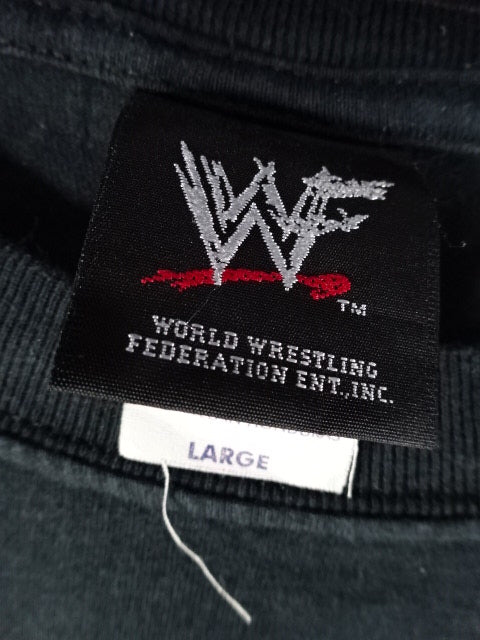 WF
TM
WORLD WRESTLING
FEDERATION ENT., INC.
LARGE